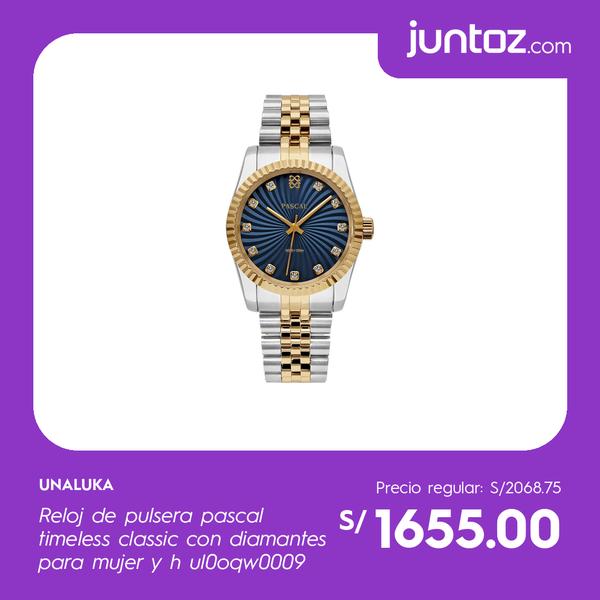 juntoz.com
PASCAL
UNALUKA
Reloj de pulsera pascal
timeless classic con diamantes
para mujer y h ul0oqw0009
Precio regular: S/2068.75
S/ 1655.00